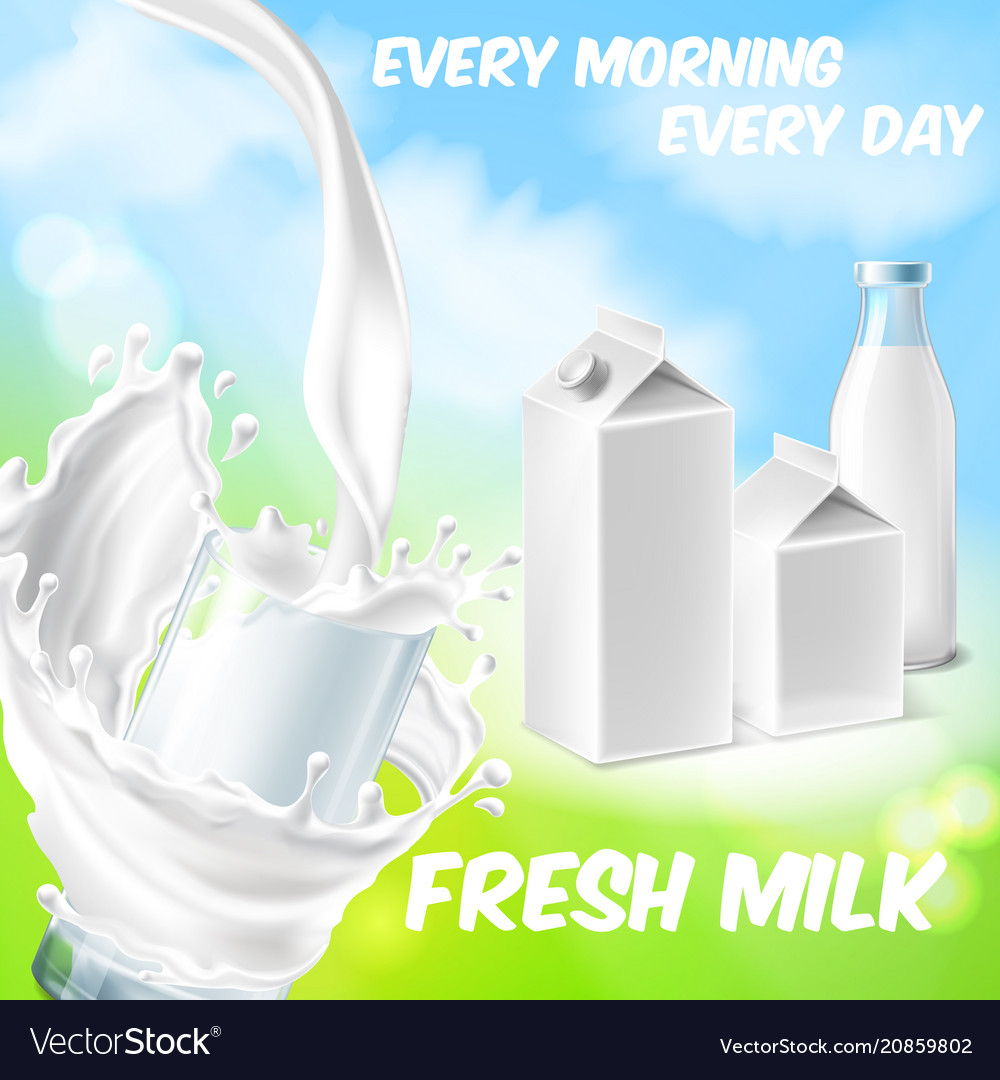 EVERY MORNING
EVERY DAY
FRESH MILK
VectorStock®
VectorStock.com/20859802